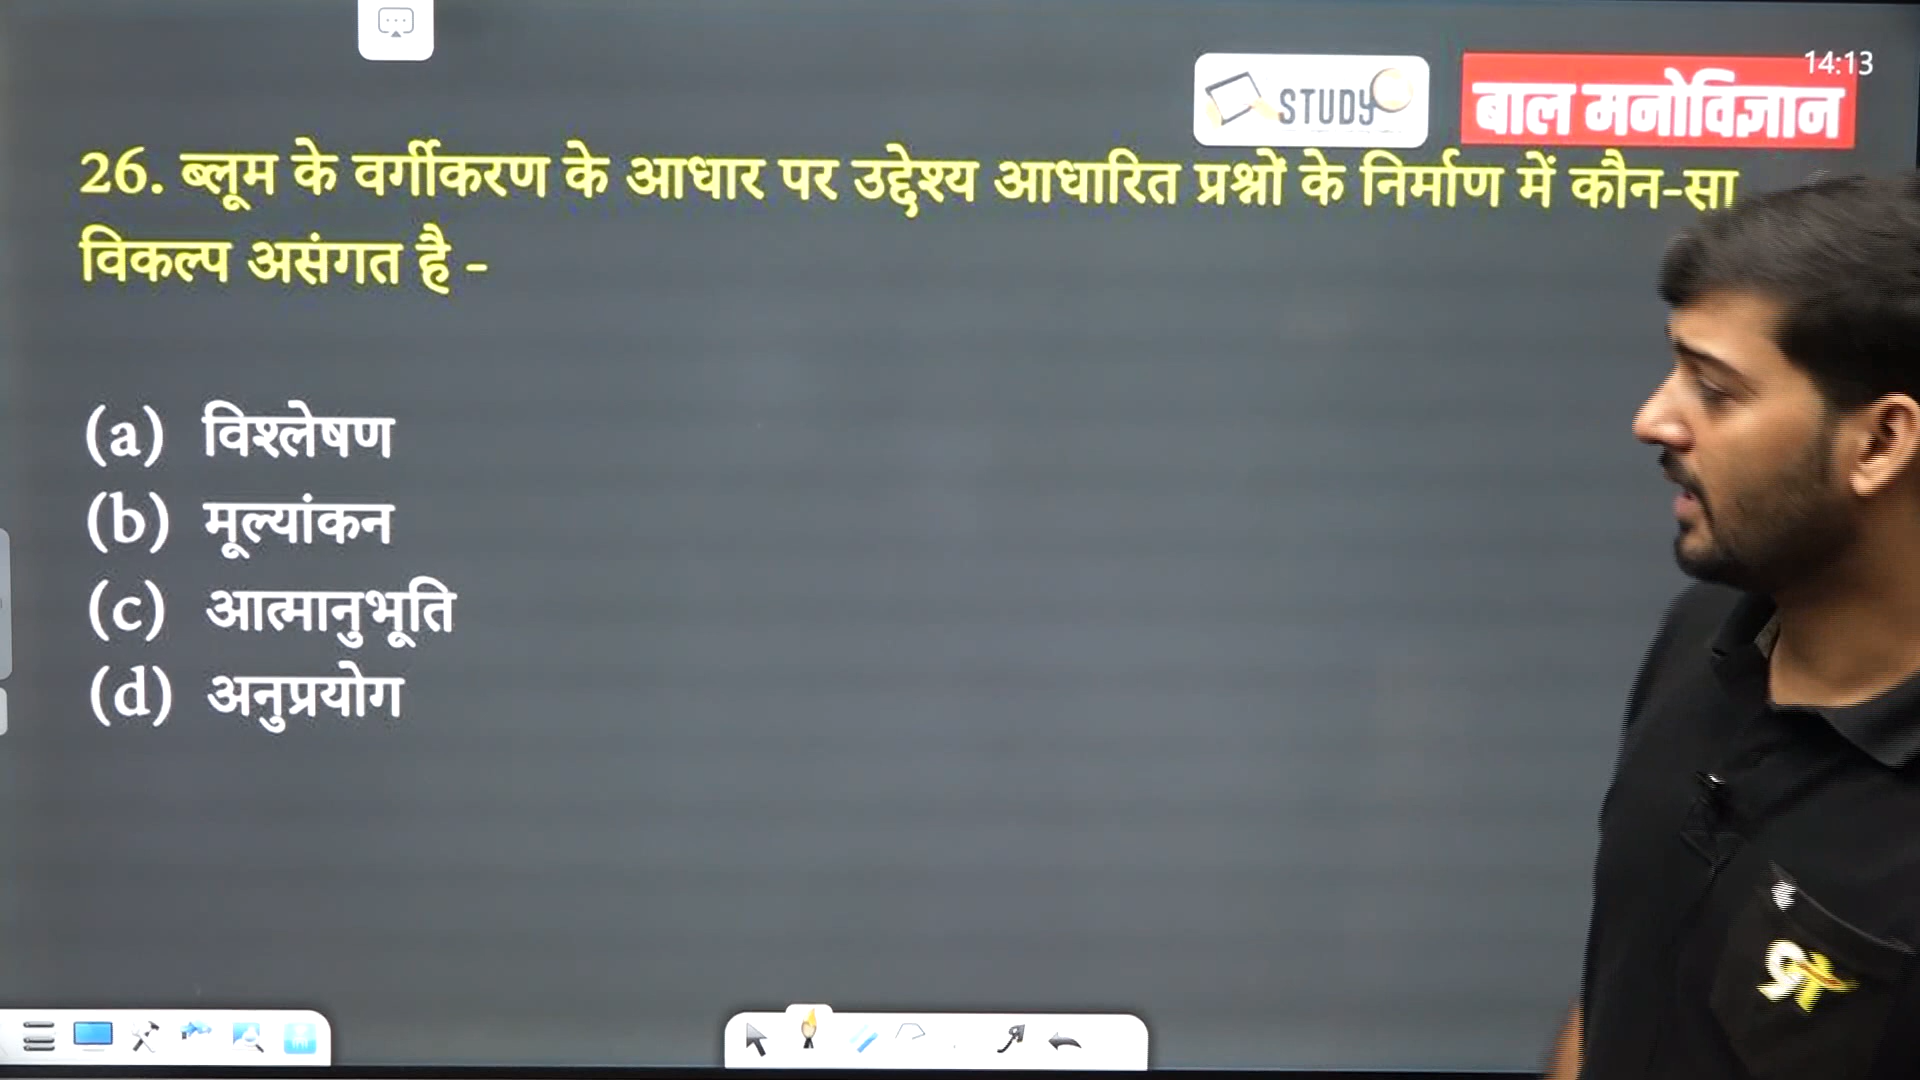 14:13
STUDY
बाल मनोविज्ञान
26. ब्लूम के वर्गीकरण के आधार पर उद्देश्य आधारित प्रश्नों के निर्माण में कौन-सा
विकल्प असंगत है -
(a) विश्लेषण
(b) मूल्यांकन
(c) आत्मानुभूति
(d) अनुप्रयोग